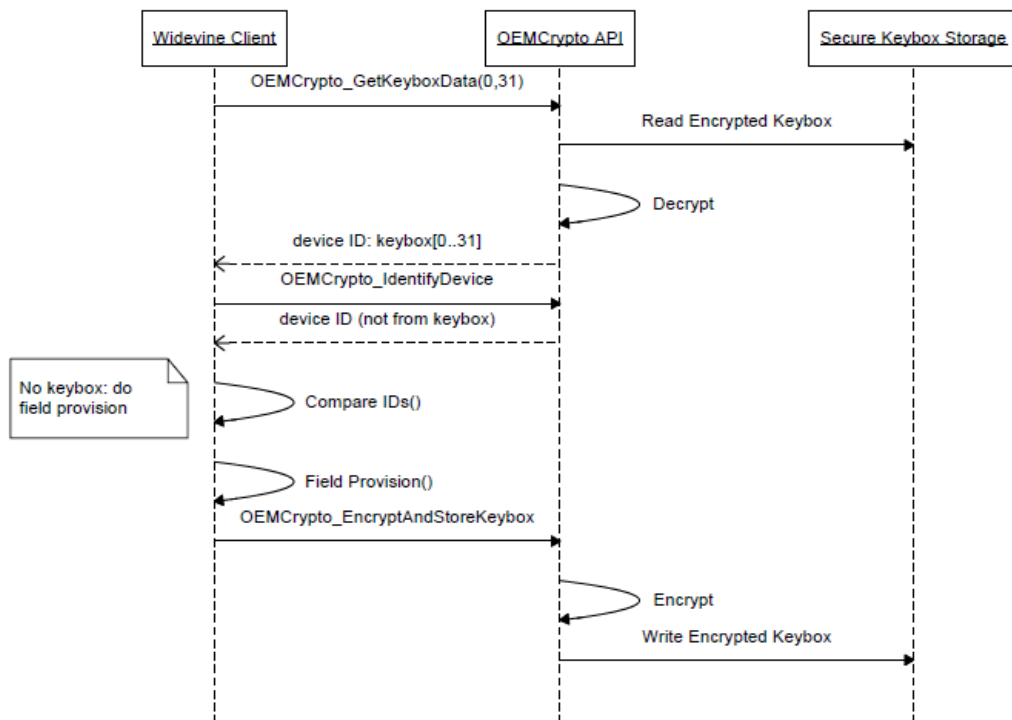 Widevine Client
OEMCrypto API
Secure Keybox Storage
OEMCrypto_GetKeyboxData(0,31)
Read Encrypted Keybox
Decrypt
device ID: keybox[0..31]
OEMCrypto_IdentifyDevice
device ID (not from keybox)
No keybox: do
field provision
Compare IDs()
Field Provision()
OEMCrypto_EncryptAndStoreKeybox
Encrypt
Write Encrypted Keybox